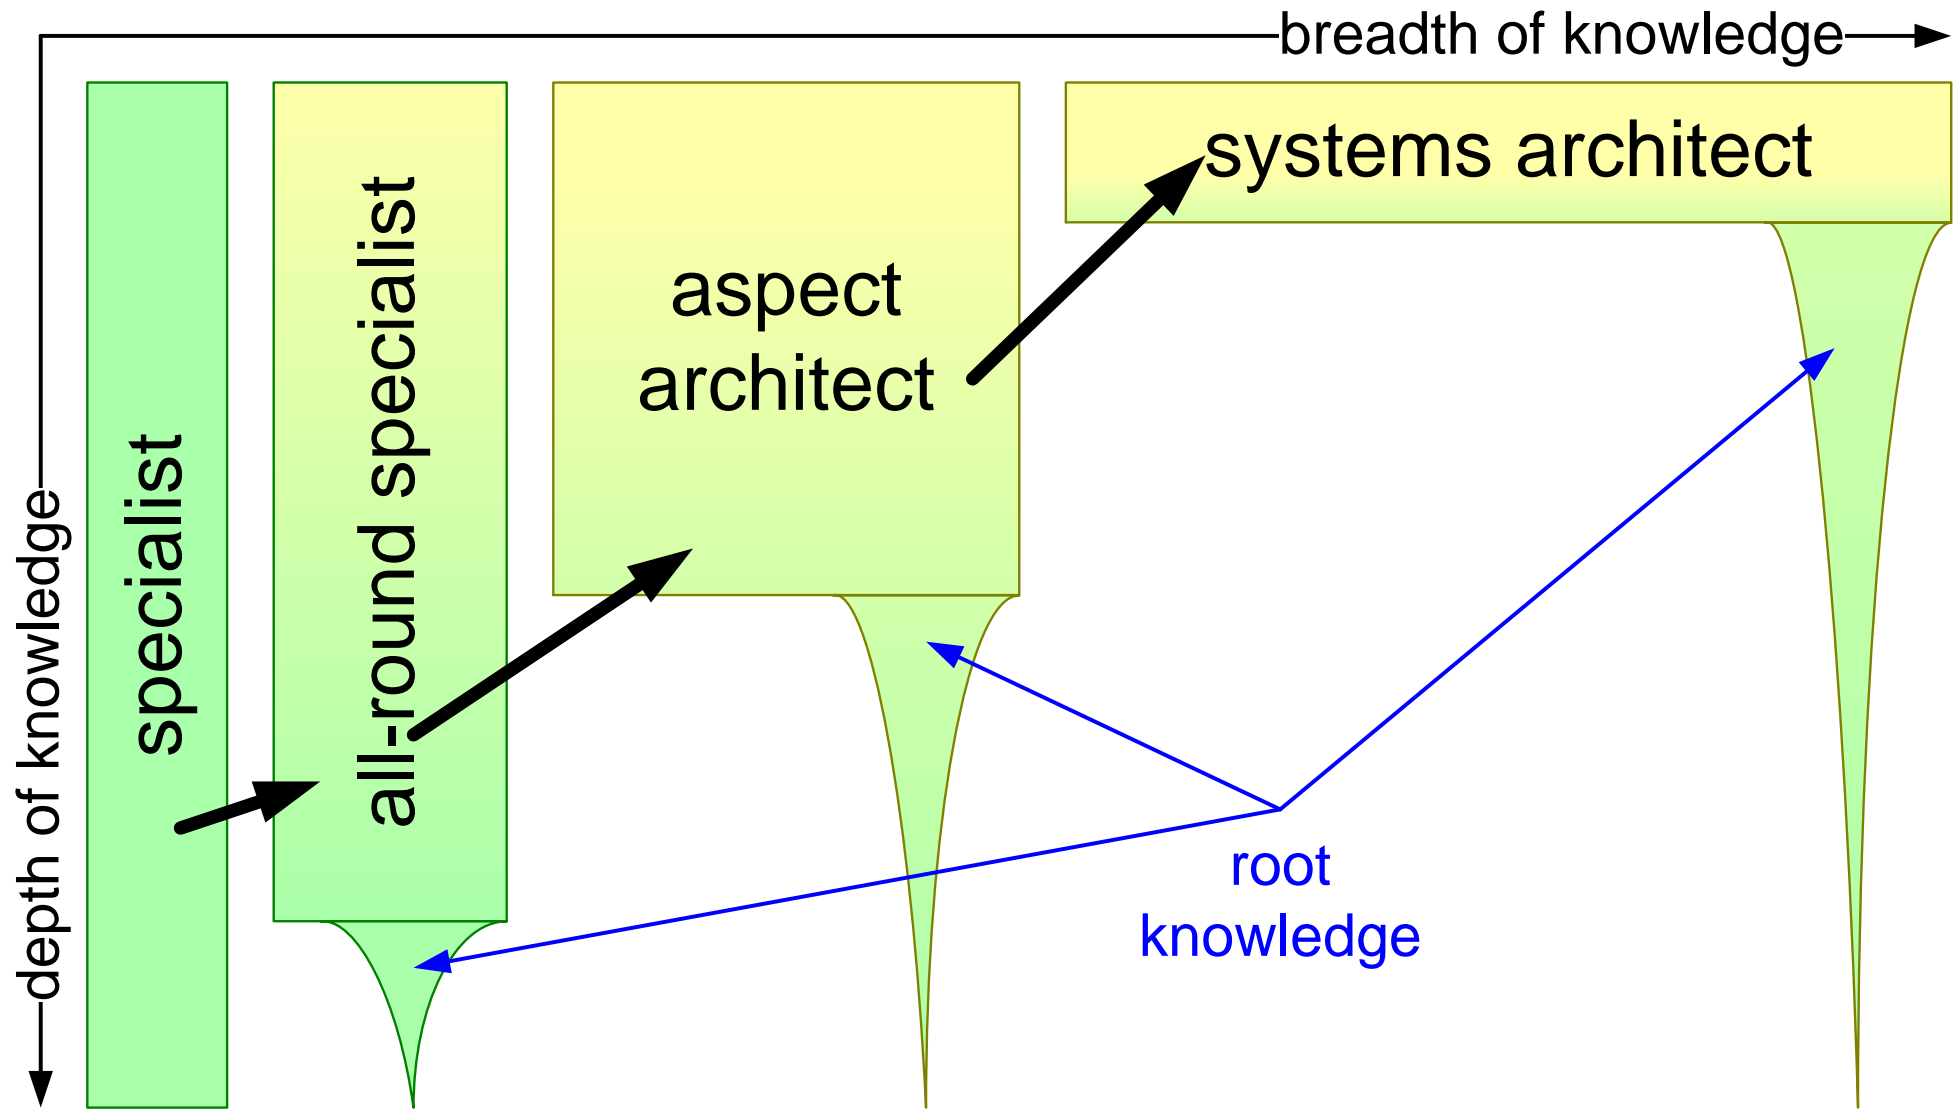 breadth of knowledge
depth of knowledge
specialist
all-round specialist
aspect
architect
systems architect
root
knowledge